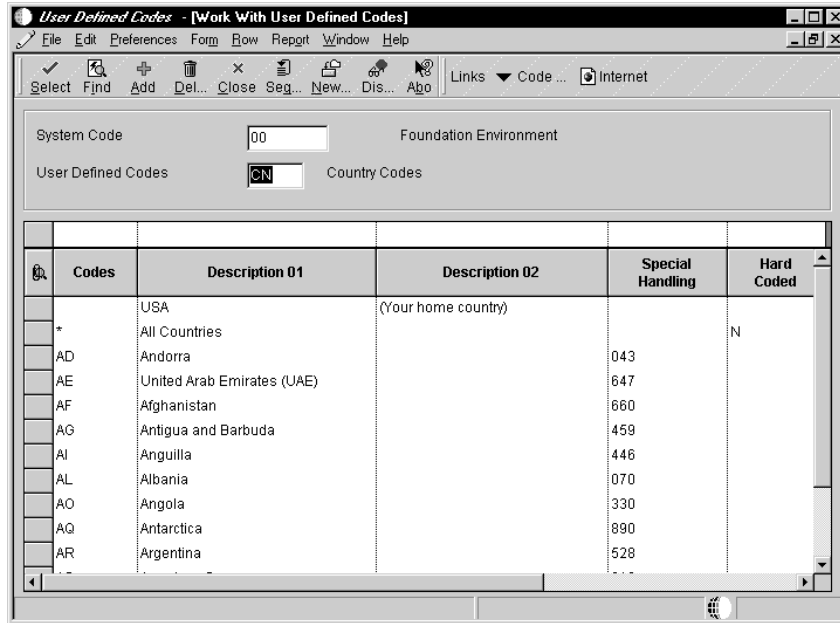 User Defined Codes - [Work With User Defined Codes]
File Edit Preferences Form Row Report Window Help
Select Find Add Del... Close Seq... New... Dis... Abo Links Code ... Internet
System Code 00 Foundation Environment
User Defined Codes CN Country Codes
Codes Description 01 Description 02 Special Handling Hard Coded
USA (Your home country)
* All Countries N
AD Andorra 043
AE United Arab Emirates (UAE) 647
AF Afghanistan 660
AG Antigua and Barbuda 459
AI Anguilla 446
AL Albania 070
AO Angola 330
AQ Antarctica 890
AR Argentina 528